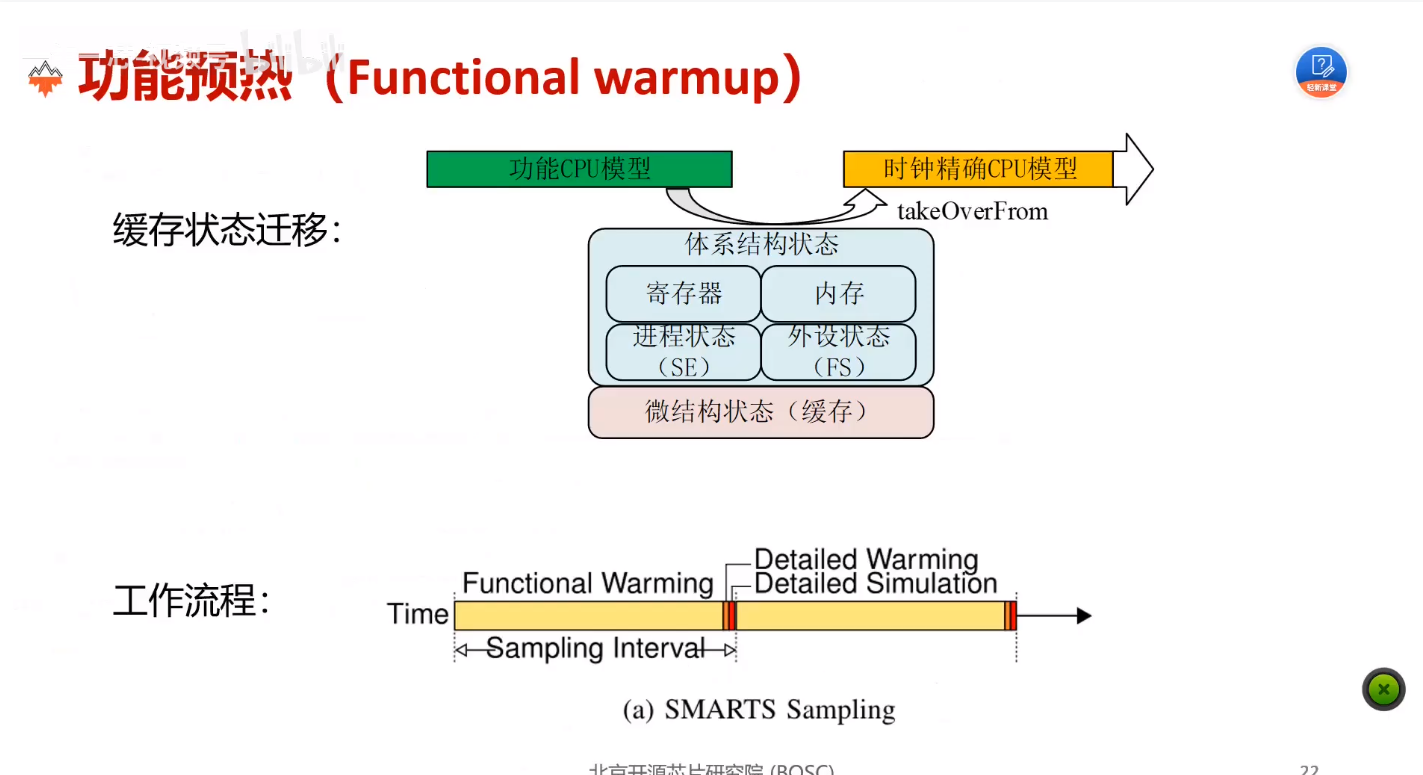 功能预热（Functional warmup）
bilibili
轻新课堂
功能CPU模型
时钟精确CPU模型
takeOverFrom
缓存状态迁移：
体系结构状态
寄存器
内存
进程状态
（SE）
外设状态
（FS）
微结构状态（缓存）
工作流程：
Detailed Warming
Functional Warming
Detailed Simulation
Time
Sampling Interval
(a) SMARTS Sampling
北京开源芯片研究院 (BOSC)
22